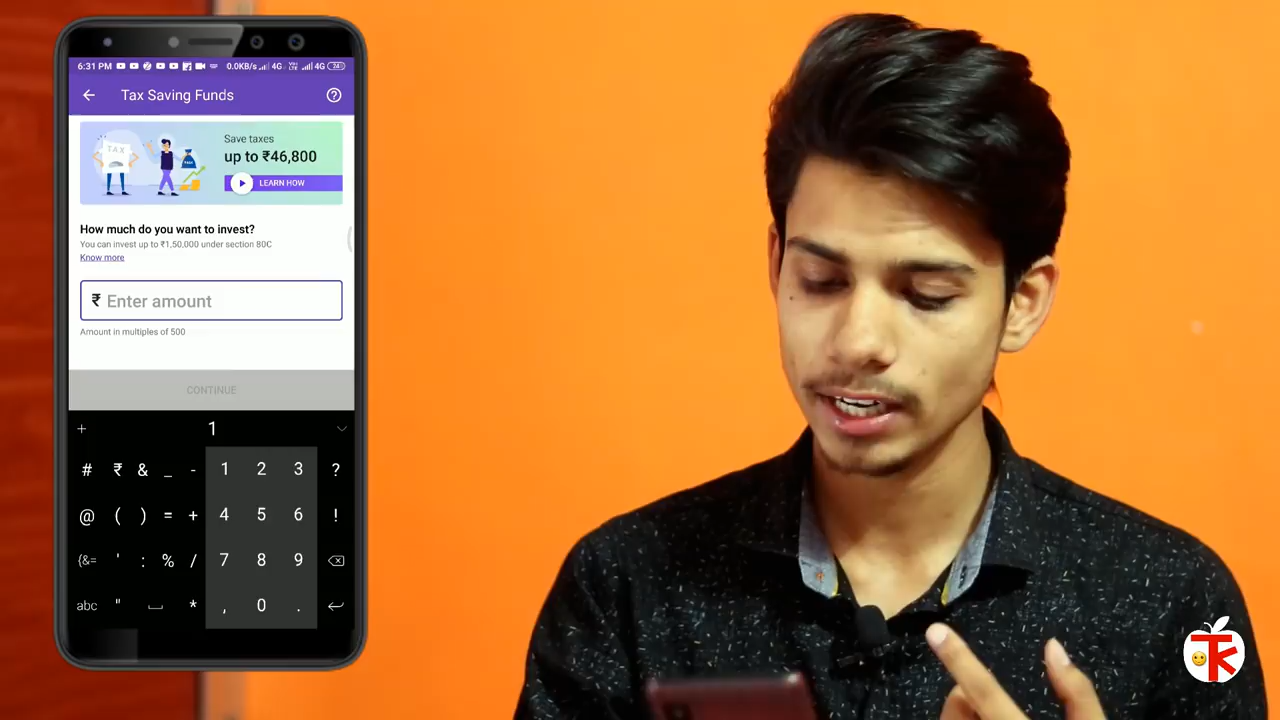 6:31 PM 0.0KB/s 4G VoLTE 4G 24
Tax Saving Funds
TAX
Save taxes
up to ₹46,800
LEARN HOW
How much do you want to invest?
You can invest up to ₹1,50,000 under section 80C
Know more
₹ Enter amount
Amount in multiples of 500
CONTINUE
+ 1
# ₹ & _ - 1 2 3 ?
@ ( ) = + 4 5 6 !
{&= ' : % / 7 8 9
abc " * , 0 .
TK